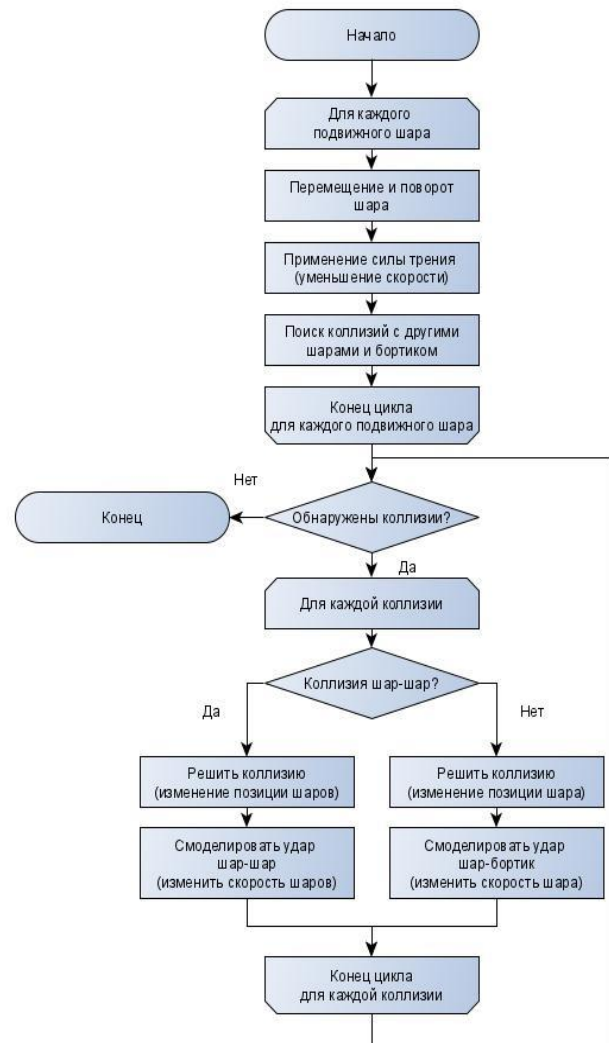 Начало
Для каждого
подвижного шара
Перемещение и поворот
шара
Применение силы трения
(уменьшение скорости)
Поиск коллизий с другими
шарами и бортиком
Конец цикла
для каждого подвижного шара
Нет
Конец
Обнаружены коллизии?
Да
Для каждой коллизии
Коллизия шар-шар?
Да
Нет
Решить коллизию
(изменение позиции шаров)
Решить коллизию
(изменение позиции шара)
Смоделировать удар
шар-шар
(изменить скорость шаров)
Смоделировать удар
шар-бортик
(изменить скорость шара)
Конец цикла
для каждой коллизии